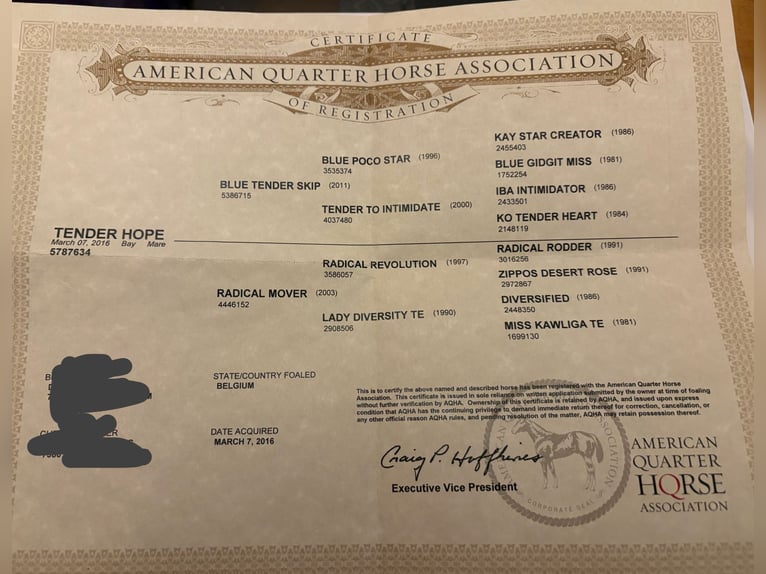 CERTIFICATE
AMERICAN QUARTER HORSE ASSOCIATION
OF REGISTRATION
KAY STAR CREATOR (1986)
2455403
BLUE POCO STAR (1996)
3535374
BLUE GIDGIT MISS (1981)
1752254
BLUE TENDER SKIP (2011)
5386715
IBA INTIMIDATOR (1986)
2433501
TENDER TO INTIMIDATE (2000)
4037480
KO TENDER HEART (1984)
2148119
TENDER HOPE
March 07, 2016 Bay Mare
5787634
RADICAL RODDER (1991)
3016256
RADICAL REVOLUTION (1997)
3586057
ZIPPOS DESERT ROSE (1991)
2972867
RADICAL MOVER (2003)
4446152
DIVERSIFIED (1986)
2448350
LADY DIVERSITY TE (1990)
2908506
MISS KAWLIGA TE (1981)
1699130
STATE/COUNTRY FOALED
BELGIUM
DATE ACQUIRED
MARCH 7, 2016
This is to certify the above named and described horse has been registered with the American Quarter Horse
Association. This certificate is issued in sole reliance on written application submitted by the owner at time of foaling
without further verification by AQHA. Ownership of this certificate is retained by AQHA, and issued upon express
condition that AQHA has the continuing privilege to demand immediate return thereof for correction, cancellation, or
any other official reason AQHA rules, and pending resolution of the matter, AQHA may retain possession thereof.
Craig P. Huffhines
Executive Vice President
CORPORATE SEAL
AMERICAN
QUARTER
HORSE
ASSOCIATION